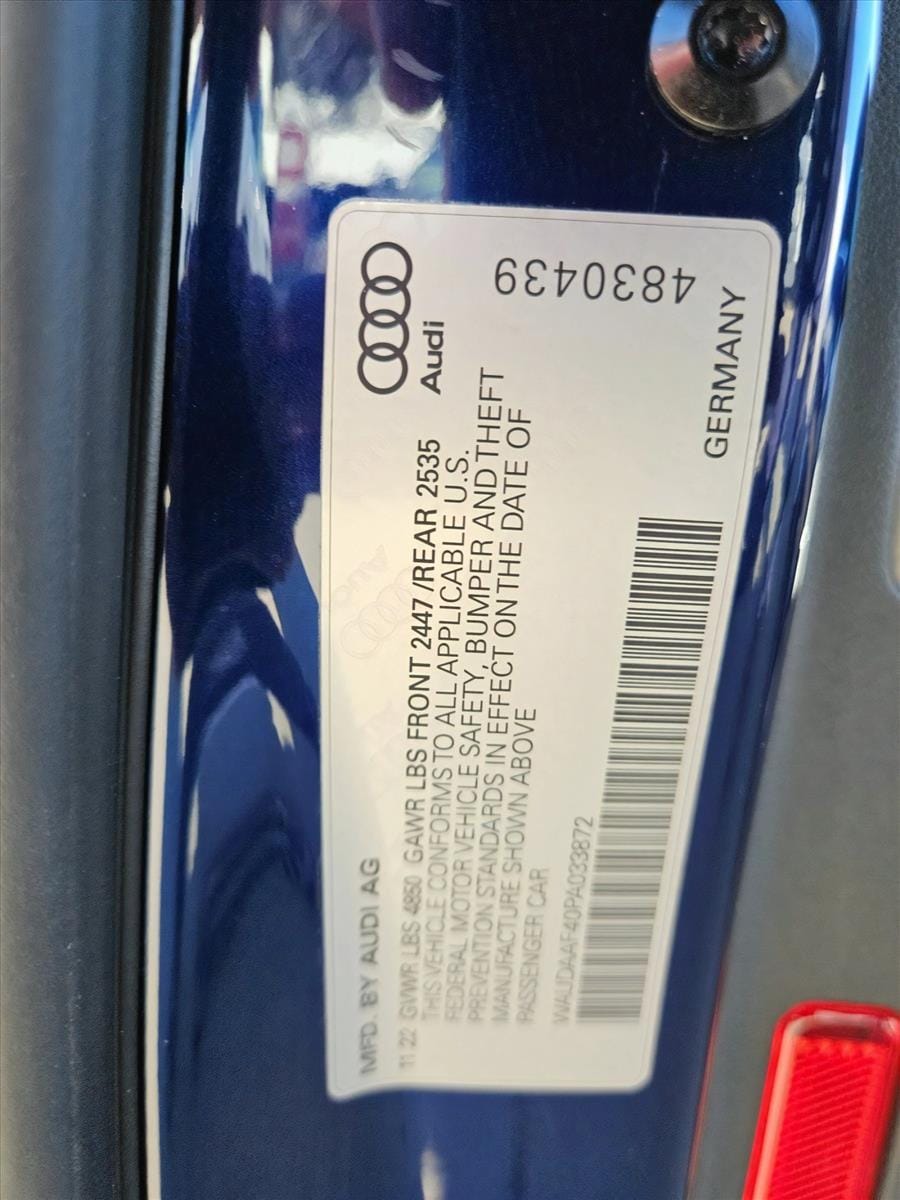 MFD. BY AUDI AG
Audi
11 22 GVWR LBS 4850 GAWR LBS FRONT 2447 /REAR 2535
THIS VEHICLE CONFORMS TO ALL APPLICABLE U.S.
FEDERAL MOTOR VEHICLE SAFETY, BUMPER AND THEFT
PREVENTION STANDARDS IN EFFECT ON THE DATE OF
MANUFACTURE SHOWN ABOVE
PASSENGER CAR
WAUDAAF40PA033872
GERMANY
4830439